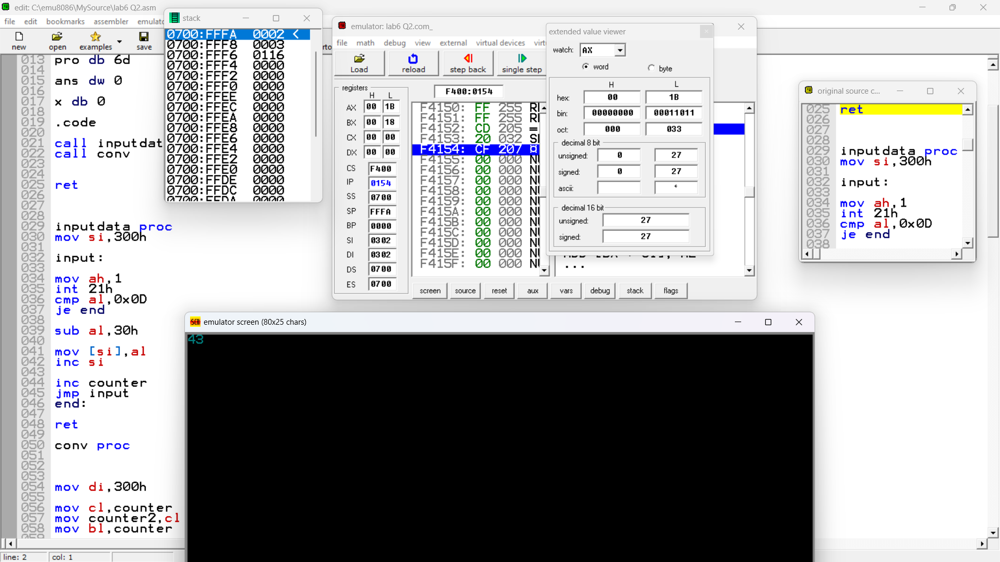 edit: C:\emu8086\MySource\lab6 Q2.asm
file edit bookmarks assembler emulato
new open examples save
013 pro db 6d
014
015 ans dw 0
016
017 x db 0
018
019 .code
020
021 call inputdat
022 call conv
023
024
025 ret
026
027
028
029 inputdata proc
030 mov si,300h
031
032 input:
033
034 mov ah,1
035 int 21h
036 cmp al,0x0D
037 je end
038
039 sub al,30h
040
041 mov [si],al
042 inc si
043
044 inc counter
045 jmp input
046 end:
047
048 ret
049
050 conv proc
051
052
053
054 mov di,300h
055
056 mov cl,counter
057 mov counter2,cl
058 mov bl,counter
059
line: 2
col: 1
stack
0700:FFFA 0002 <
0700:FFF8 0003
0700:FFF6 0116
0700:FFF4 0000
0700:FFF2 0000
0700:FFF0 0000
0700:FFEE 0000
0700:FFEC 0000
0700:FFEA 0000
0700:FFE8 0000
0700:FFE6 0000
0700:FFE4 0000
0700:FFE2 0000
0700:FFE0 0000
0700:FFDE 0000
0700:FFDC 0000
0700:FFDA 0000
emulator: lab6 Q2.com_
file math debug view external virtual devices virt
Load reload step back single step
registers
H L
AX 00 1B
BX 00 18
CX 00 00
DX 00 00
CS F400
IP 0154
SS 0700
SP FFFA
BP 0000
SI 0302
DI 0302
DS 0700
ES 0700
F400:0154
F4150: FF 255
F4151: FF 255
F4152: CD 205 =
F4153: 20 032
F4154: CF 207 ¤
F4155: 00 000
F4156: 00 000
F4157: 00 000
F4158: 00 000
F4159: 00 000
F415A: 00 000
F415B: 00 000
F415C: 00 000
F415D: 00 000
F415E: 00 000
F415F: 00 000
...
screen source reset aux vars debug stack flags
extended value viewer
watch: AX
word byte
H L
hex: 00 1B
bin: 00000000 00011011
oct: 000 033
decimal 8 bit
unsigned: 0 27
signed: 0 27
ascii: ←
decimal 16 bit
unsigned: 27
signed: 27
original source c...
025 ret
026
027
028
029 inputdata proc
030 mov si,300h
031
032 input:
033
034 mov ah,1
035 int 21h
036 cmp al,0x0D
037 je end
038
SCR emulator screen (80x25 chars)
43